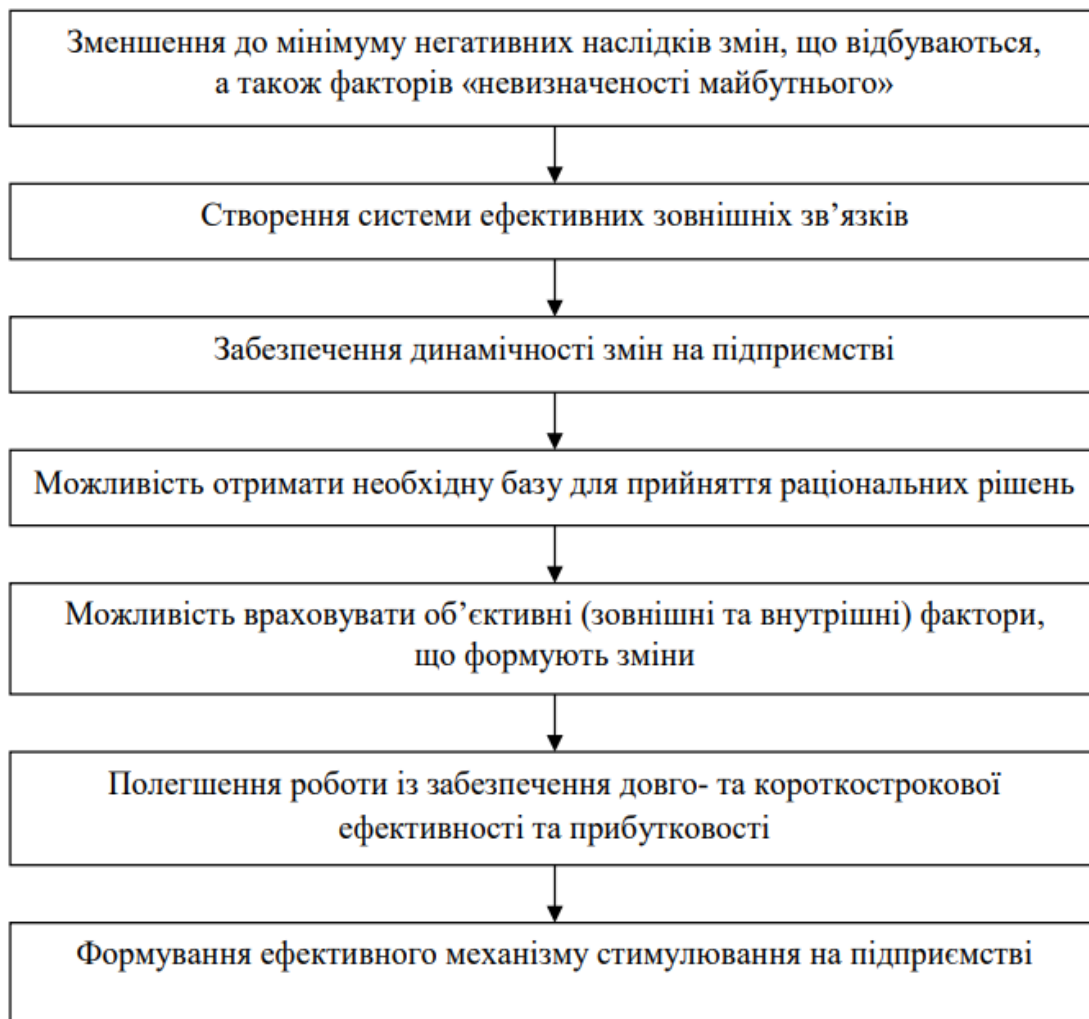 Зменшення до мінімуму негативних наслідків змін, що відбуваються,
а також факторів «невизначеності майбутнього»
Створення системи ефективних зовнішніх зв’язків
Забезпечення динамічності змін на підприємстві
Можливість отримати необхідну базу для прийняття раціональних рішень
Можливість враховувати об’єктивні (зовнішні та внутрішні) фактори,
що формують зміни
Полегшення роботи із забезпечення довго- та короткострокової
ефективності та прибутковості
Формування ефективного механізму стимулювання на підприємстві